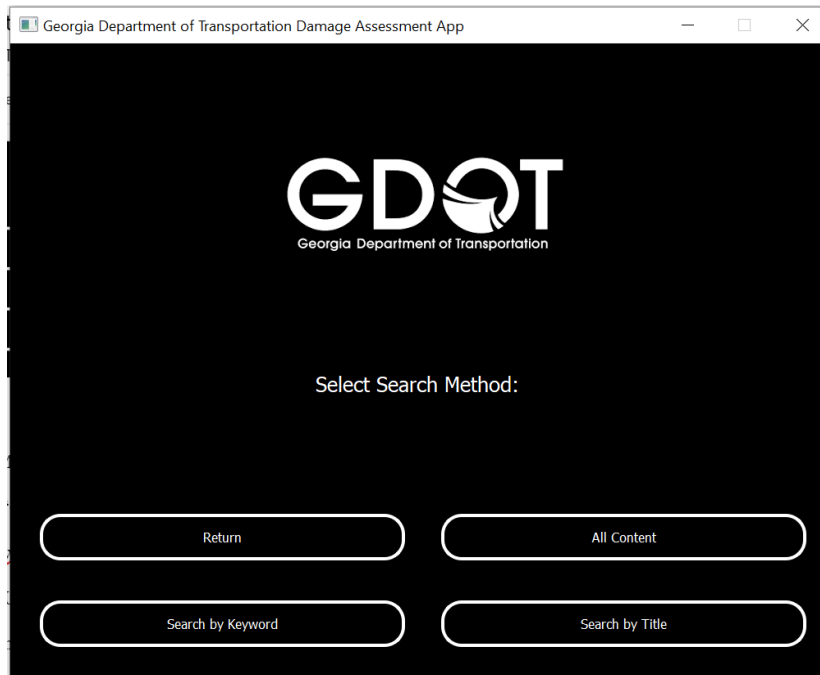 Georgia Department of Transportation Damage Assessment App
GDOT
Georgia Department of Transportation
Select Search Method:
Return
All Content
Search by Keyword
Search by Title